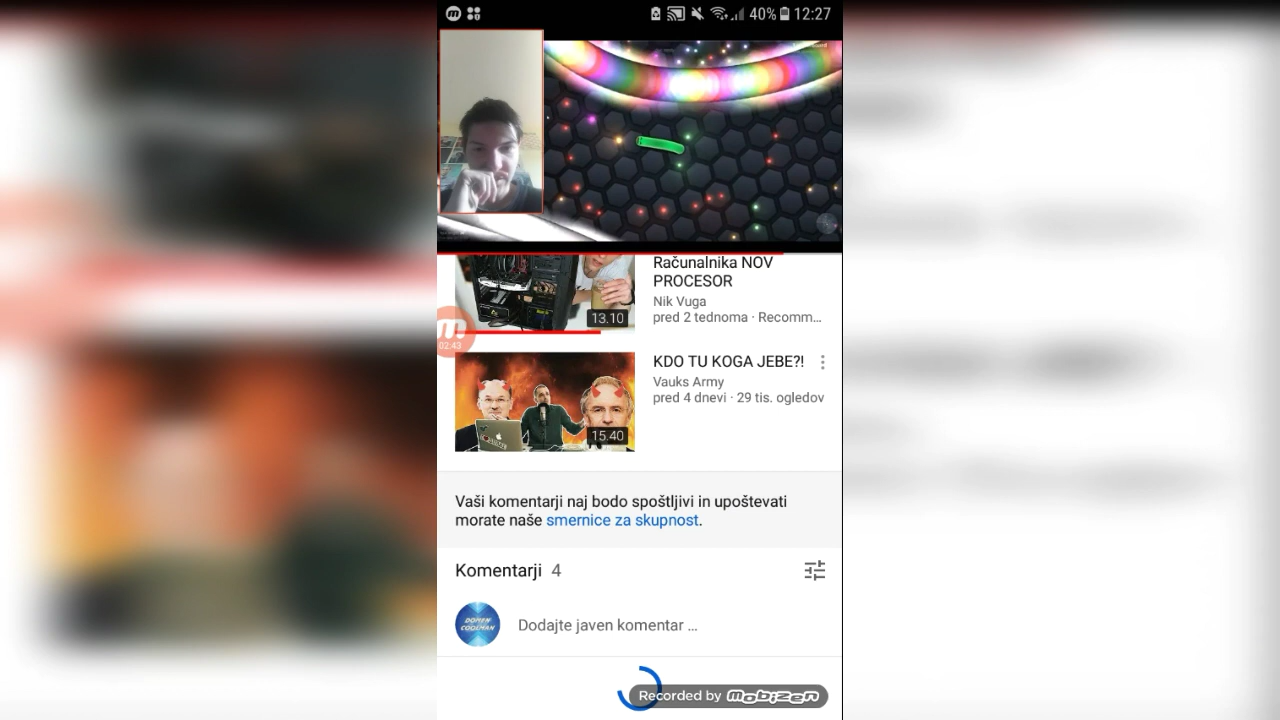 40% 12:27
Računalnika NOV
PROCESOR
Nik Vuga
pred 2 tednoma · Recomm...
13.10
02:43
KDO TU KOGA JEBE?!
Vauks Army
pred 4 dnevi · 29 tis. ogledov
15.40
Vaši komentarji naj bodo spoštljivi in upoštevati
morate naše smernice za skupnost.
Komentarji 4
DOMEN
COOLMAN
Dodajte javen komentar ...
Recorded by mobizen